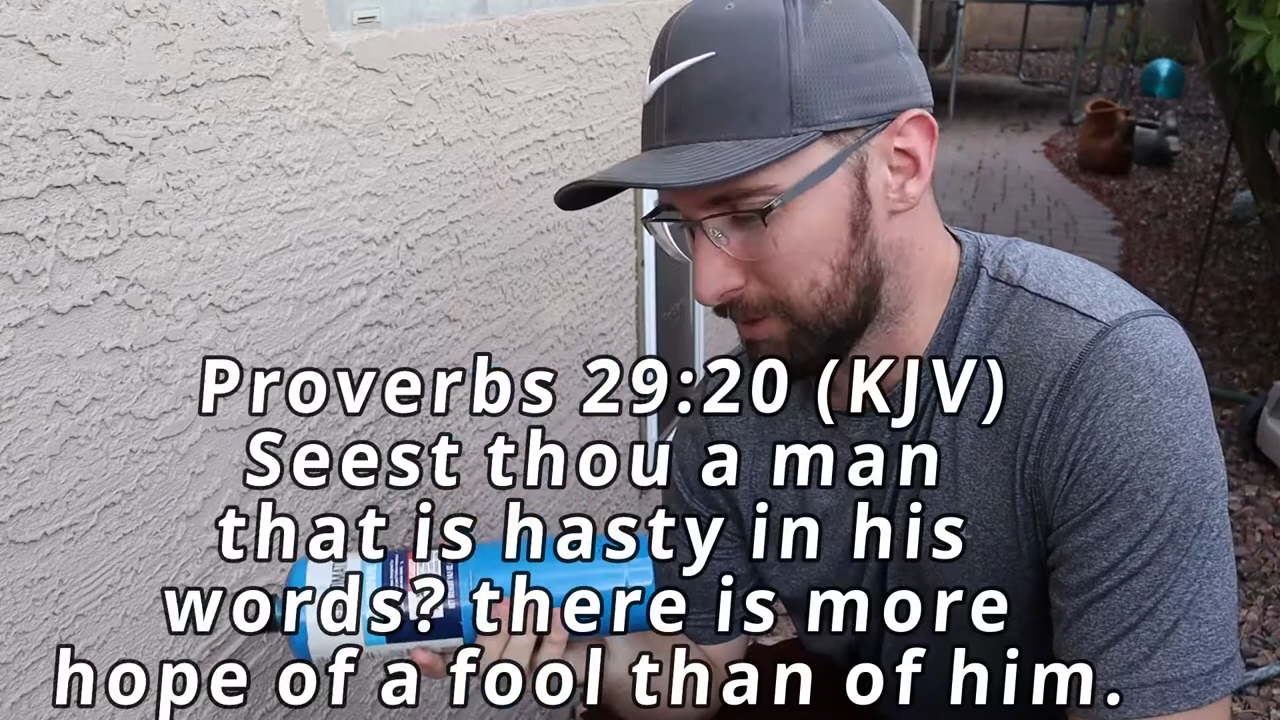 Proverbs 29:20 (KJV)
Seest thou a man
that is hasty in his
words? there is more
hope of a fool than of him.